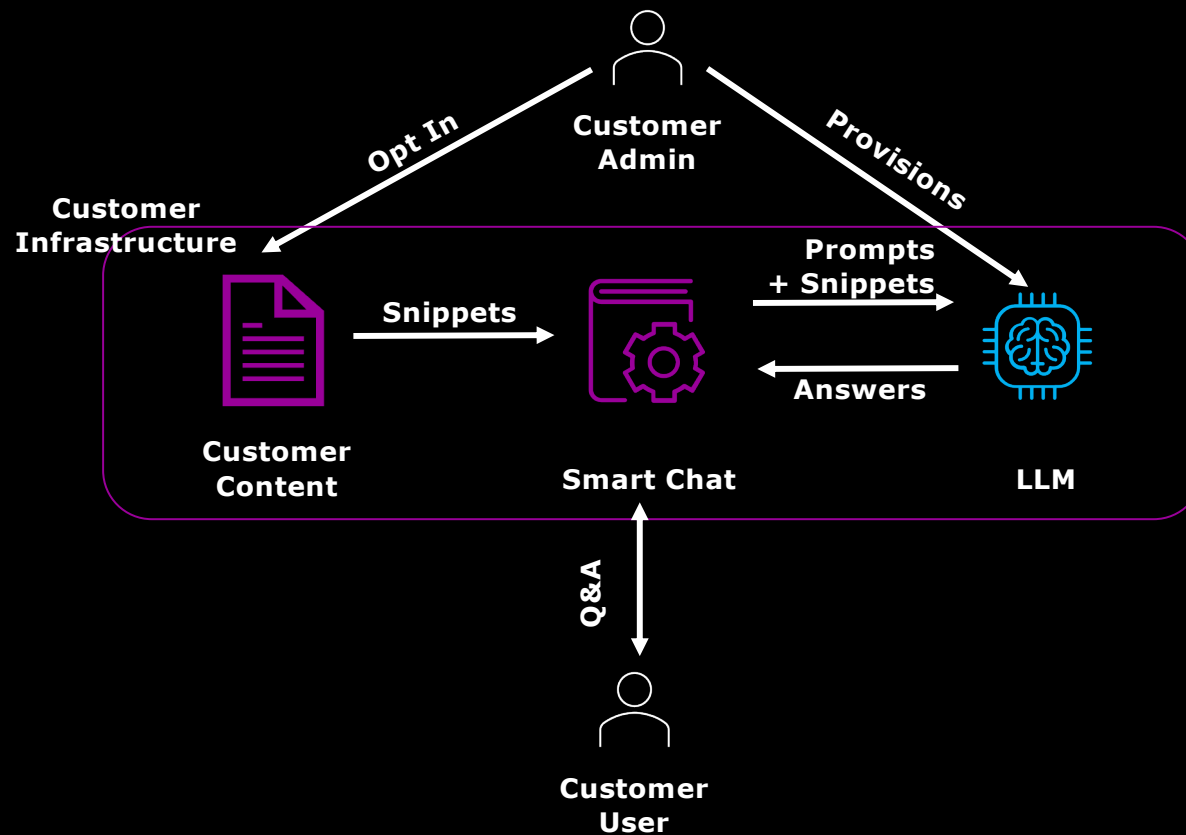 Customer
Admin
Opt In
Provisions
Customer
Infrastructure
Prompts
+ Snippets
Snippets
Answers
Customer
Content
Smart Chat
LLM
Q&A
Customer
User